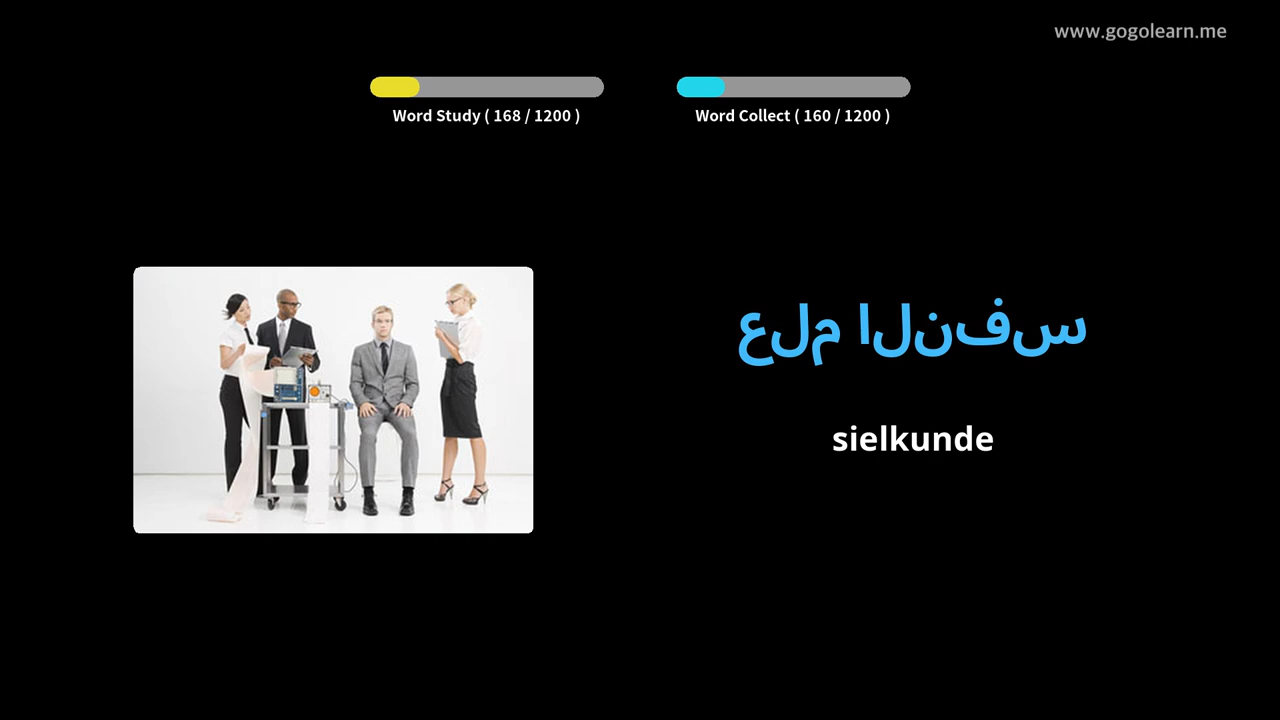 www.gogolearn.me
Word Study ( 168 / 1200 )
Word Collect ( 160 / 1200 )
علم النفس
sielkunde